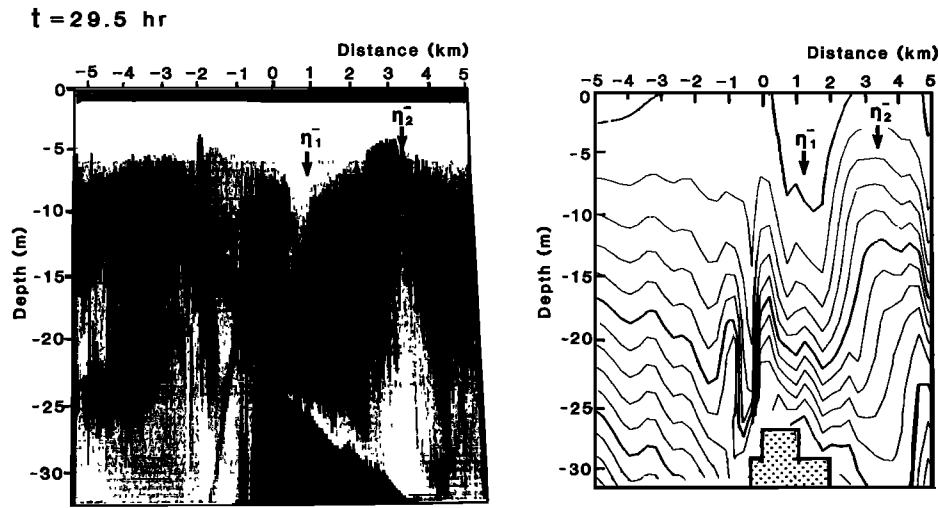 t = 29.5 hr
Distance (km)
-5 -4 -3 -2 -1 0 1 2 3 4 5
η₁⁻
η₂⁻
0
-5
-10
-15
-20
-25
-30
Depth (m)
Distance (km)
-5 -4 -3 -2 -1 0 1 2 3 4 5
η₁⁻
η₂⁻
0
-5
-10
-15
-20
-25
-30
Depth (m)